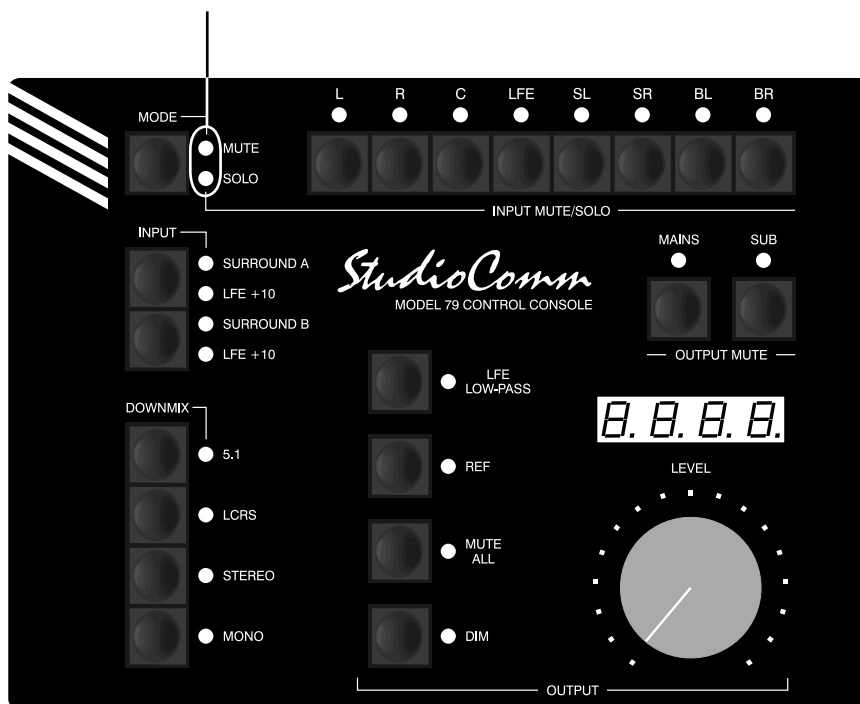 L R C LFE SL SR BL BR
MODE
MUTE
SOLO
INPUT MUTE/SOLO
INPUT
SURROUND A
LFE +10
SURROUND B
LFE +10
StudioComm
MODEL 79 CONTROL CONSOLE
MAINS SUB
OUTPUT MUTE
LFE
LOW-PASS
8.8.8.8.
DOWNMIX
5.1
LCRS
STEREO
MONO
REF
MUTE
ALL
DIM
LEVEL
OUTPUT